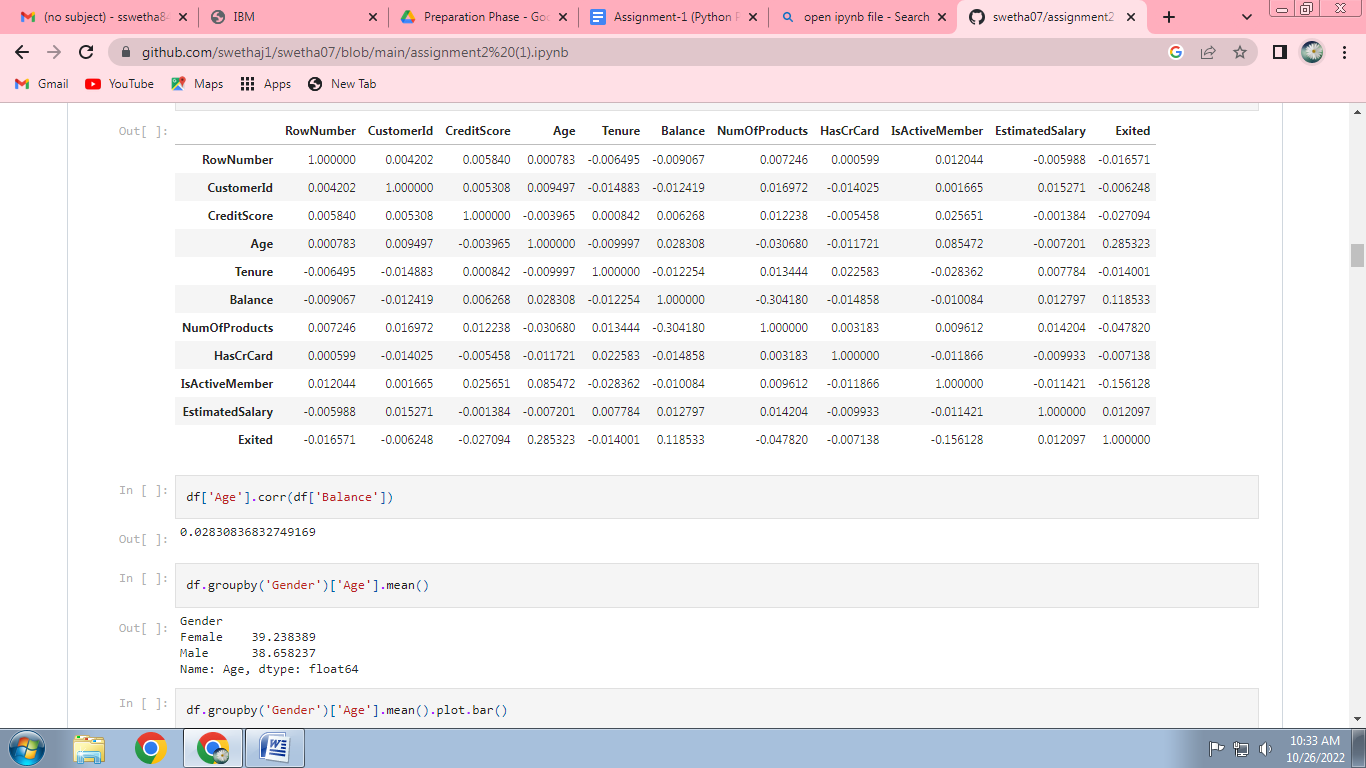 (no subject) - sswetha84
IBM
Preparation Phase - Goo
Assignment-1 (Python P
open ipynb file - Search
swetha07/assignment2
github.com/swethaj1/swetha07/blob/main/assignment2%20(1).ipynb
Gmail
YouTube
Maps
Apps
New Tab
Out[ ]:
RowNumber CustomerId CreditScore Age Tenure Balance NumOfProducts HasCrCard IsActiveMember EstimatedSalary Exited
RowNumber 1.000000 0.004202 0.005840 0.000783 -0.006495 -0.009067 0.007246 0.000599 0.012044 -0.005988 -0.016571
CustomerId 0.004202 1.000000 0.005308 0.009497 -0.014883 -0.012419 0.016972 -0.014025 0.001665 0.015271 -0.006248
CreditScore 0.005840 0.005308 1.000000 -0.003965 0.000842 0.006268 0.012238 -0.005458 0.025651 -0.001384 -0.027094
Age 0.000783 0.009497 -0.003965 1.000000 -0.009997 0.028308 -0.030680 -0.011721 0.085472 -0.007201 0.285323
Tenure -0.006495 -0.014883 0.000842 -0.009997 1.000000 -0.012254 0.013444 0.022583 -0.028362 0.007784 -0.014001
Balance -0.009067 -0.012419 0.006268 0.028308 -0.012254 1.000000 -0.304180 -0.014858 -0.010084 0.012797 0.118533
NumOfProducts 0.007246 0.016972 0.012238 -0.030680 0.013444 -0.304180 1.000000 0.003183 0.009612 0.014204 -0.047820
HasCrCard 0.000599 -0.014025 -0.005458 -0.011721 0.022583 -0.014858 0.003183 1.000000 -0.011866 -0.009933 -0.007138
IsActiveMember 0.012044 0.001665 0.025651 0.085472 -0.028362 -0.010084 0.009612 -0.011866 1.000000 -0.011421 -0.156128
EstimatedSalary -0.005988 0.015271 -0.001384 -0.007201 0.007784 0.012797 0.014204 -0.009933 -0.011421 1.000000 0.012097
Exited -0.016571 -0.006248 -0.027094 0.285323 -0.014001 0.118533 -0.047820 -0.007138 -0.156128 0.012097 1.000000
In [ ]:
df['Age'].corr(df['Balance'])
Out[ ]:
0.02830836832749169
In [ ]:
df.groupby('Gender')['Age'].mean()
Out[ ]:
Gender
Female 39.238389
Male 38.658237
Name: Age, dtype: float64
In [ ]:
df.groupby('Gender')['Age'].mean().plot.bar()
10:33 AM
10/26/2022